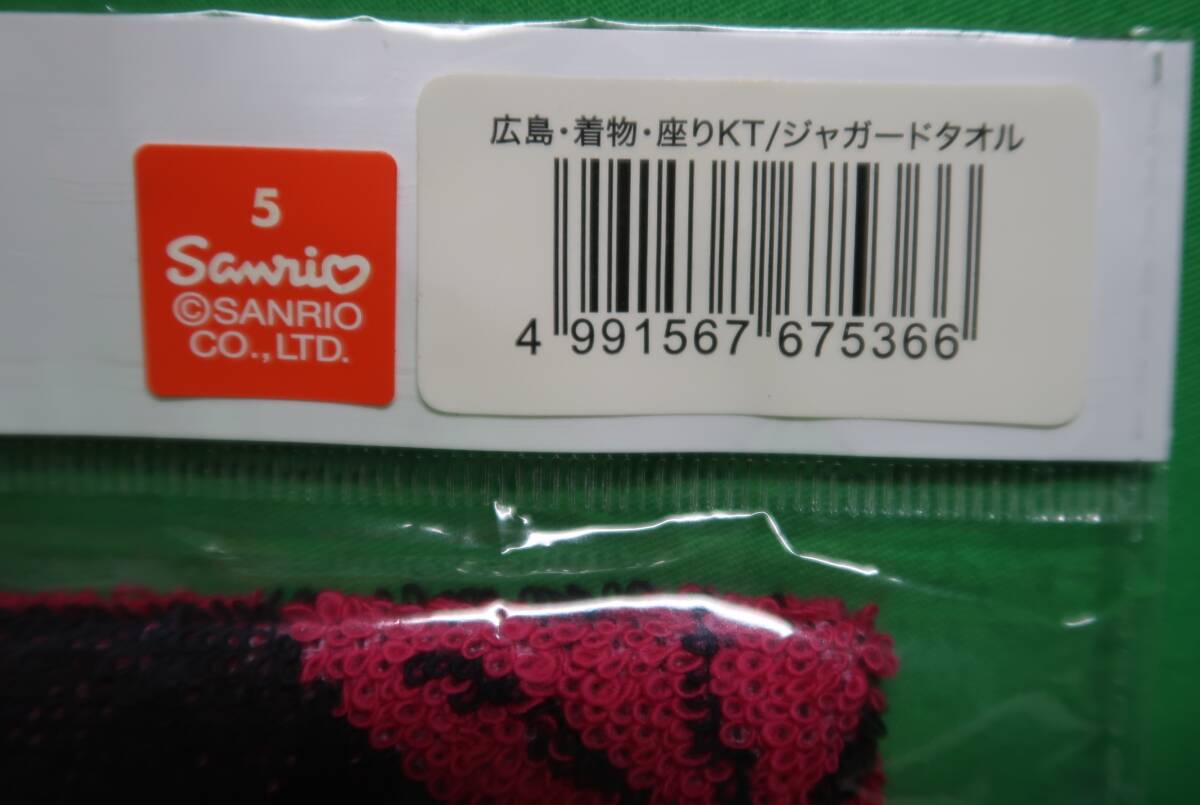 5
Sanrio
©SANRIO
CO.,LTD.
広島・着物・座りKT/ジャガードタオル
4 991567 675366